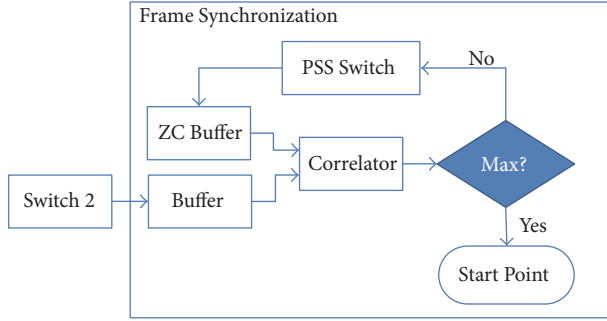 Frame Synchronization
PSS Switch
No
ZC Buffer
Correlator
Max?
Switch 2
Buffer
Yes
Start Point